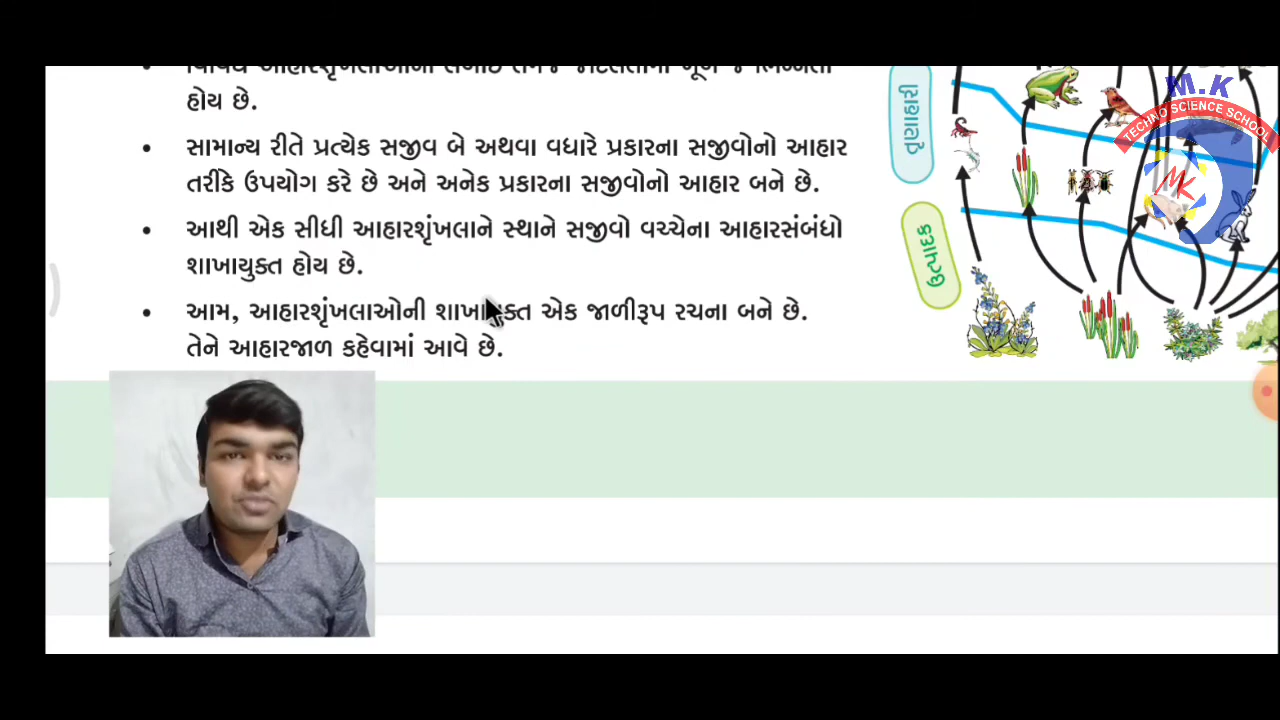 હોય છે.
• સામાન્ય રીતે પ્રત્યેક સજીવ બે અથવા વધારે પ્રકારના સજીવોનો આહાર
તરીકે ઉપયોગ કરે છે અને અનેક પ્રકારના સજીવોનો આહાર બને છે.
• આથી એક સીધી આહારશૃંખલાને સ્થાને સજીવો વચ્ચેના આહારસંબંધો
શાખાયુક્ત હોય છે.
• આમ, આહારશૃંખલાઓની શાખાયુક્ત એક જાળીરૂપ રચના બને છે.
તેને આહારજાળ કહેવામાં આવે છે.
તૃણાહારી
ઉત્પાદક
M.K
TECHNO SCIENCE SCHOOL
MK